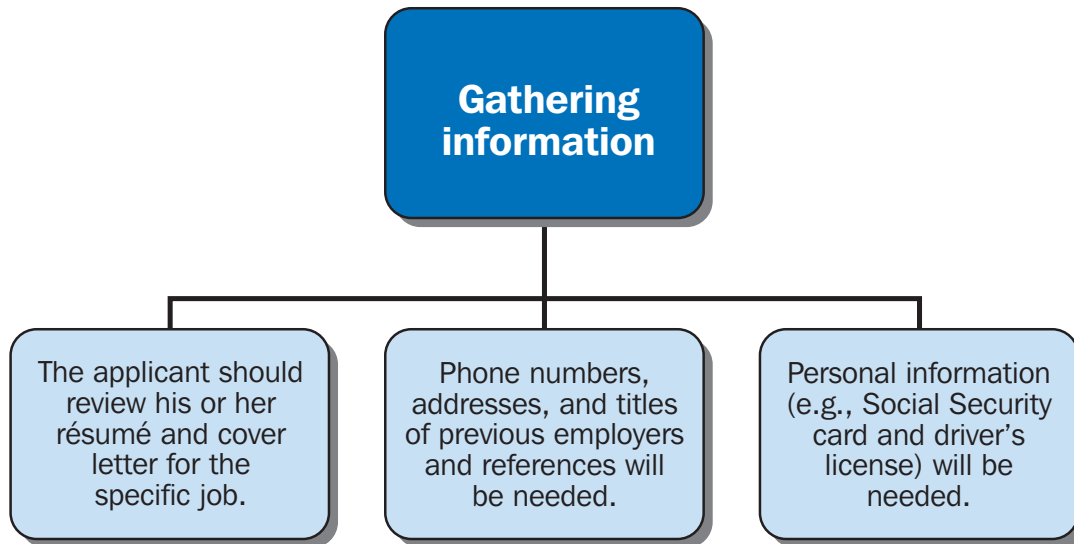 Gathering
information
The applicant should
review his or her
résumé and cover
letter for the
specific job.
Phone numbers,
addresses, and titles
of previous employers
and references will
be needed.
Personal information
(e.g., Social Security
card and driver’s
license) will be
needed.